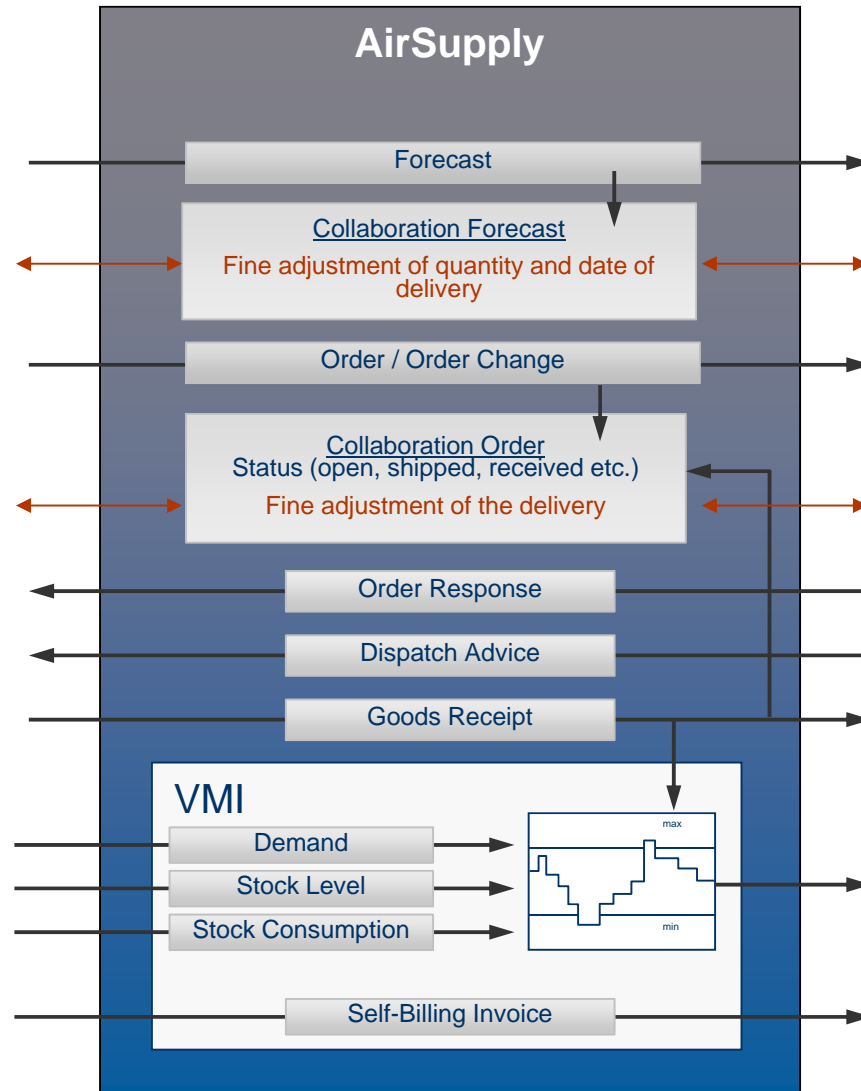 AirSupply
Forecast
Collaboration Forecast
Fine adjustment of quantity and date of
delivery
Order / Order Change
Collaboration Order
Status (open, shipped, received etc.)
Fine adjustment of the delivery
Order Response
Dispatch Advice
Goods Receipt
VMI
Demand
Stock Level
Stock Consumption
max
min
Self-Billing Invoice